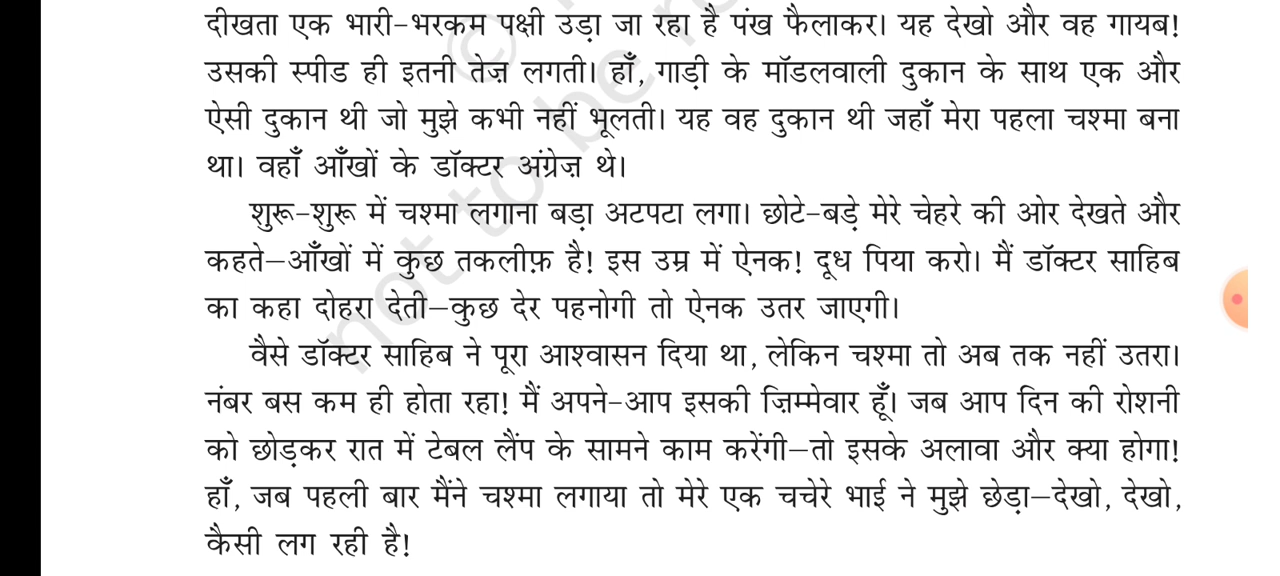 दीखता एक भारी-भरकम पक्षी उड़ा जा रहा है पंख फैलाकर। यह देखो और वह गायब!
उसकी स्पीड ही इतनी तेज़ लगती। हाँ, गाड़ी के मॉडलवाली दुकान के साथ एक और
ऐसी दुकान थी जो मुझे कभी नहीं भूलती। यह वह दुकान थी जहाँ मेरा पहला चश्मा बना
था। वहाँ आँखों के डॉक्टर अंग्रेज़ थे।
शुरू-शुरू में चश्मा लगाना बड़ा अटपटा लगा। छोटे-बड़े मेरे चेहरे की ओर देखते और
कहते—आँखों में कुछ तकलीफ़ है! इस उम्र में ऐनक! दूध पिया करो। मैं डॉक्टर साहिब
का कहा दोहरा देती—कुछ देर पहनोगी तो ऐनक उतर जाएगी।
वैसे डॉक्टर साहिब ने पूरा आश्वासन दिया था, लेकिन चश्मा तो अब तक नहीं उतरा।
नंबर बस कम ही होता रहा! मैं अपने-आप इसकी ज़िम्मेवार हूँ। जब आप दिन की रोशनी
को छोड़कर रात में टेबल लैंप के सामने काम करेंगी—तो इसके अलावा और क्या होगा!
हाँ, जब पहली बार मैंने चश्मा लगाया तो मेरे एक चचेरे भाई ने मुझे छेड़ा—देखो, देखो,
कैसी लग रही है!
not to be re